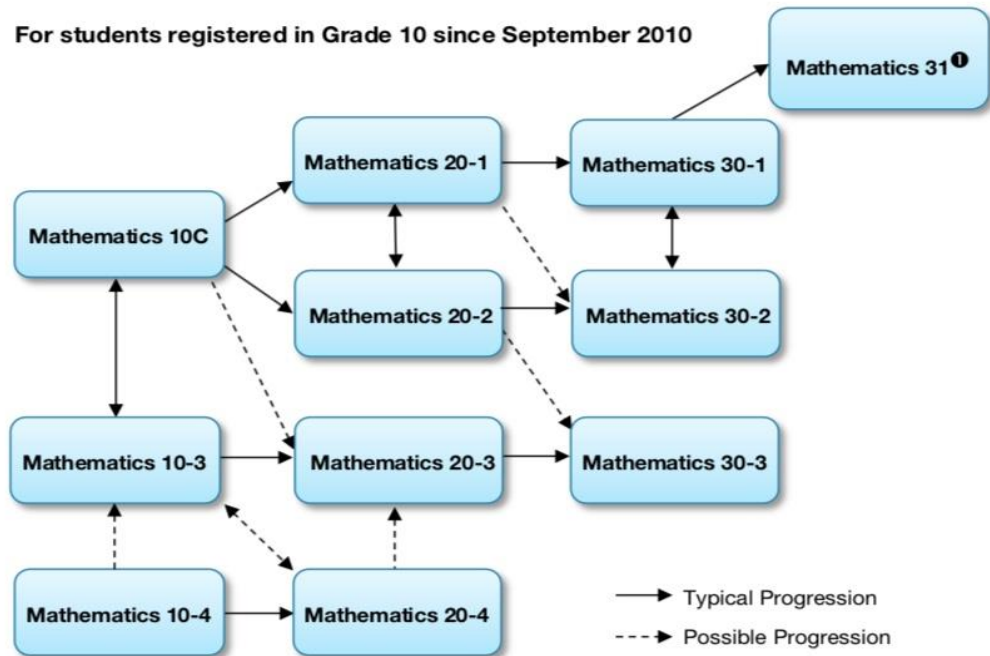 For students registered in Grade 10 since September 2010
Mathematics 31❶
Mathematics 20-1
Mathematics 30-1
Mathematics 10C
Mathematics 20-2
Mathematics 30-2
Mathematics 10-3
Mathematics 20-3
Mathematics 30-3
Mathematics 10-4
Mathematics 20-4
Typical Progression
Possible Progression